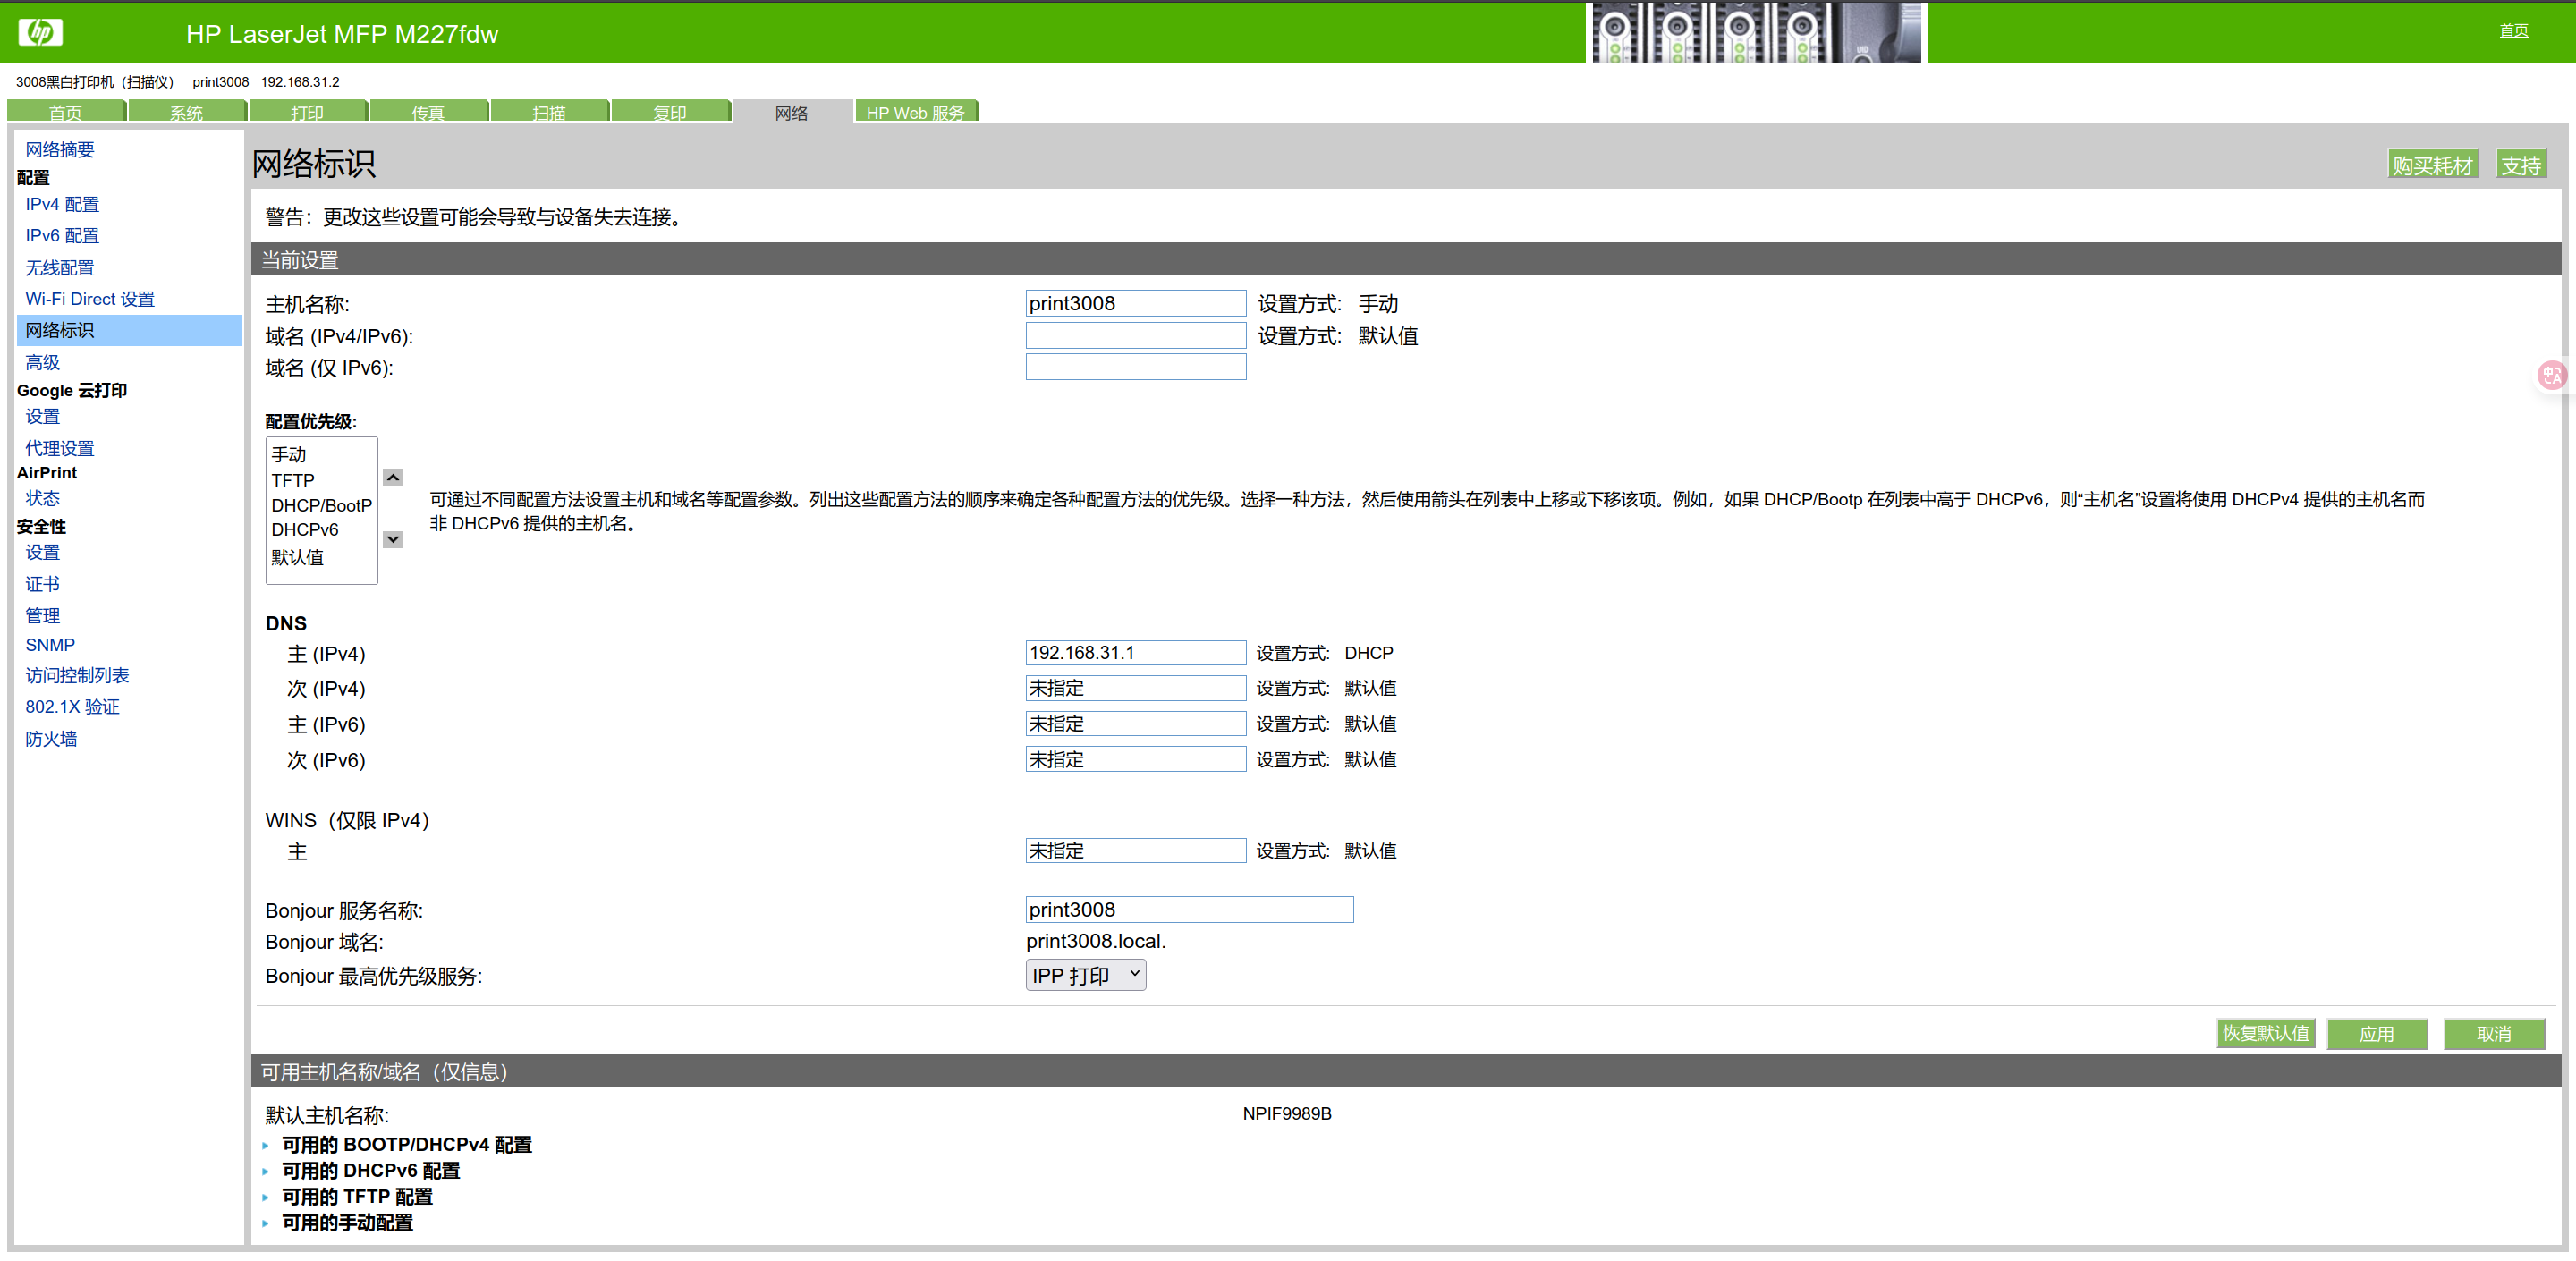 hp HP LaserJet MFP M227fdw 首页
3008黑白打印机（扫描仪） print3008 192.168.31.2
首页 系统 打印 传真 扫描 复印 网络 HP Web 服务
网络摘要
配置
IPv4 配置
IPv6 配置
无线配置
Wi-Fi Direct 设置
网络标识
高级
Google 云打印
设置
代理设置
AirPrint
状态
安全性
设置
证书
管理
SNMP
访问控制列表
802.1X 验证
防火墙
网络标识 购买耗材 支持
警告：更改这些设置可能会导致与设备失去连接。
当前设置
主机名称: print3008 设置方式: 手动
域名 (IPv4/IPv6): 设置方式: 默认值
域名 (仅 IPv6):
配置优先级:
手动
TFTP
DHCP/BootP
DHCPv6
默认值
可通过不同配置方法设置主机和域名等配置参数。列出这些配置方法的顺序来确定各种配置方法的优先级。选择一种方法，然后使用箭头在列表中上移或下移该项。例如，如果 DHCP/Bootp 在列表中高于 DHCPv6，则“主机名”设置将使用 DHCPv4 提供的主机名而
非 DHCPv6 提供的主机名。
DNS
主 (IPv4) 192.168.31.1 设置方式: DHCP
次 (IPv4) 未指定 设置方式: 默认值
主 (IPv6) 未指定 设置方式: 默认值
次 (IPv6) 未指定 设置方式: 默认值
WINS（仅限 IPv4）
主 未指定 设置方式: 默认值
Bonjour 服务名称: print3008
Bonjour 域名: print3008.local.
Bonjour 最高优先级服务: IPP 打印
恢复默认值 应用 取消
可用主机名称/域名（仅信息）
默认主机名称: NPIF9989B
可用的 BOOTP/DHCPv4 配置
可用的 DHCPv6 配置
可用的 TFTP 配置
可用的手动配置